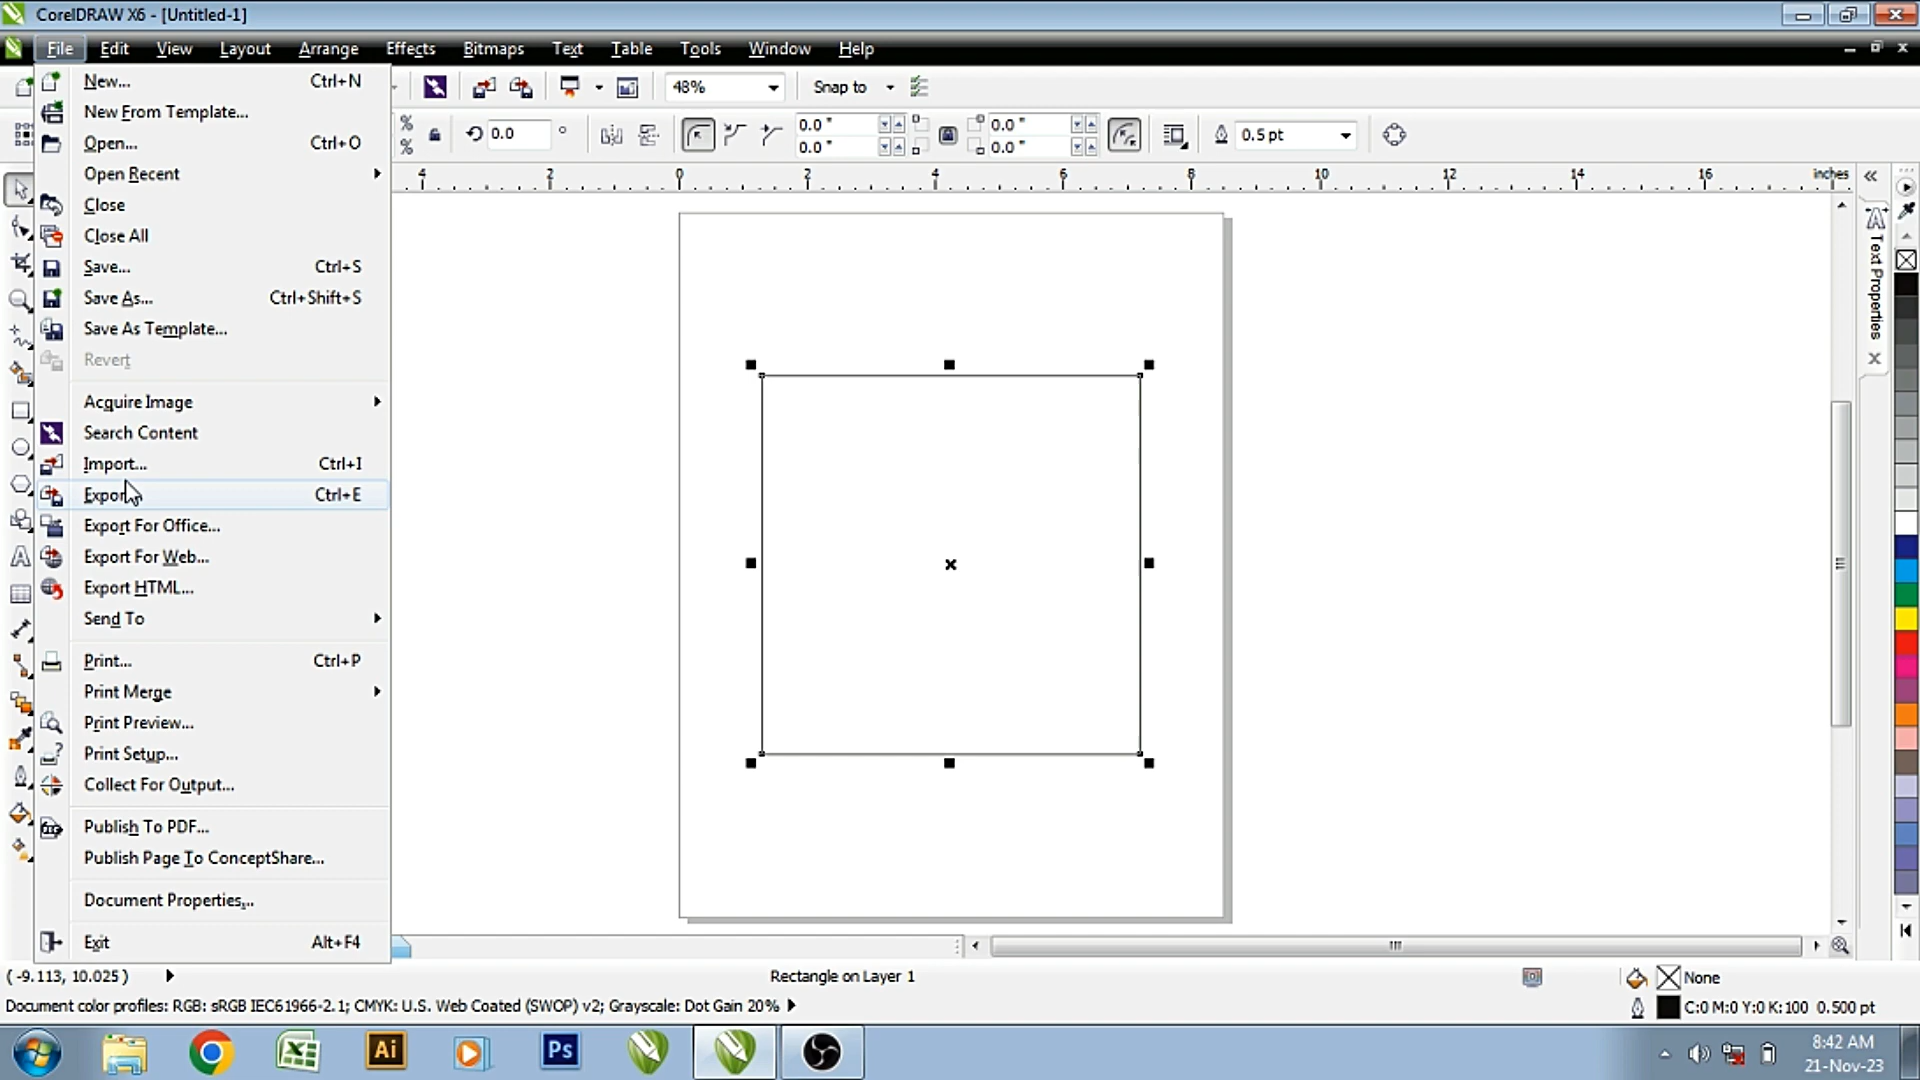 CorelDRAW X6 - [Untitled-1]
File Edit View Layout Arrange Effects Bitmaps Text Table Tools Window Help
New... Ctrl+N
New From Template...
Open... Ctrl+O
Open Recent
Close
Close All
Save... Ctrl+S
Save As... Ctrl+Shift+S
Save As Template...
Revert
Acquire Image
Search Content
Import... Ctrl+I
Export Ctrl+E
Export For Office...
Export For Web...
Export HTML...
Send To
Print... Ctrl+P
Print Merge
Print Preview...
Print Setup...
Collect For Output...
Publish To PDF...
Publish Page To ConceptShare...
Document Properties...
Exit Alt+F4
48% Snap to
% 0.0 ° 0.0 " 0.0 " 0.5 pt
% 0.0 " 0.0 "
4 2 0 2 4 6 8 10 12 14 16 inches
Text Properties
(-9.113, 10.025) Rectangle on Layer 1 None
Document color profiles: RGB: sRGB IEC61966-2.1; CMYK: U.S. Web Coated (SWOP) v2; Grayscale: Dot Gain 20% C:0 M:0 Y:0 K:100 0.500 pt
Ai Ps
8:42 AM
21-Nov-23